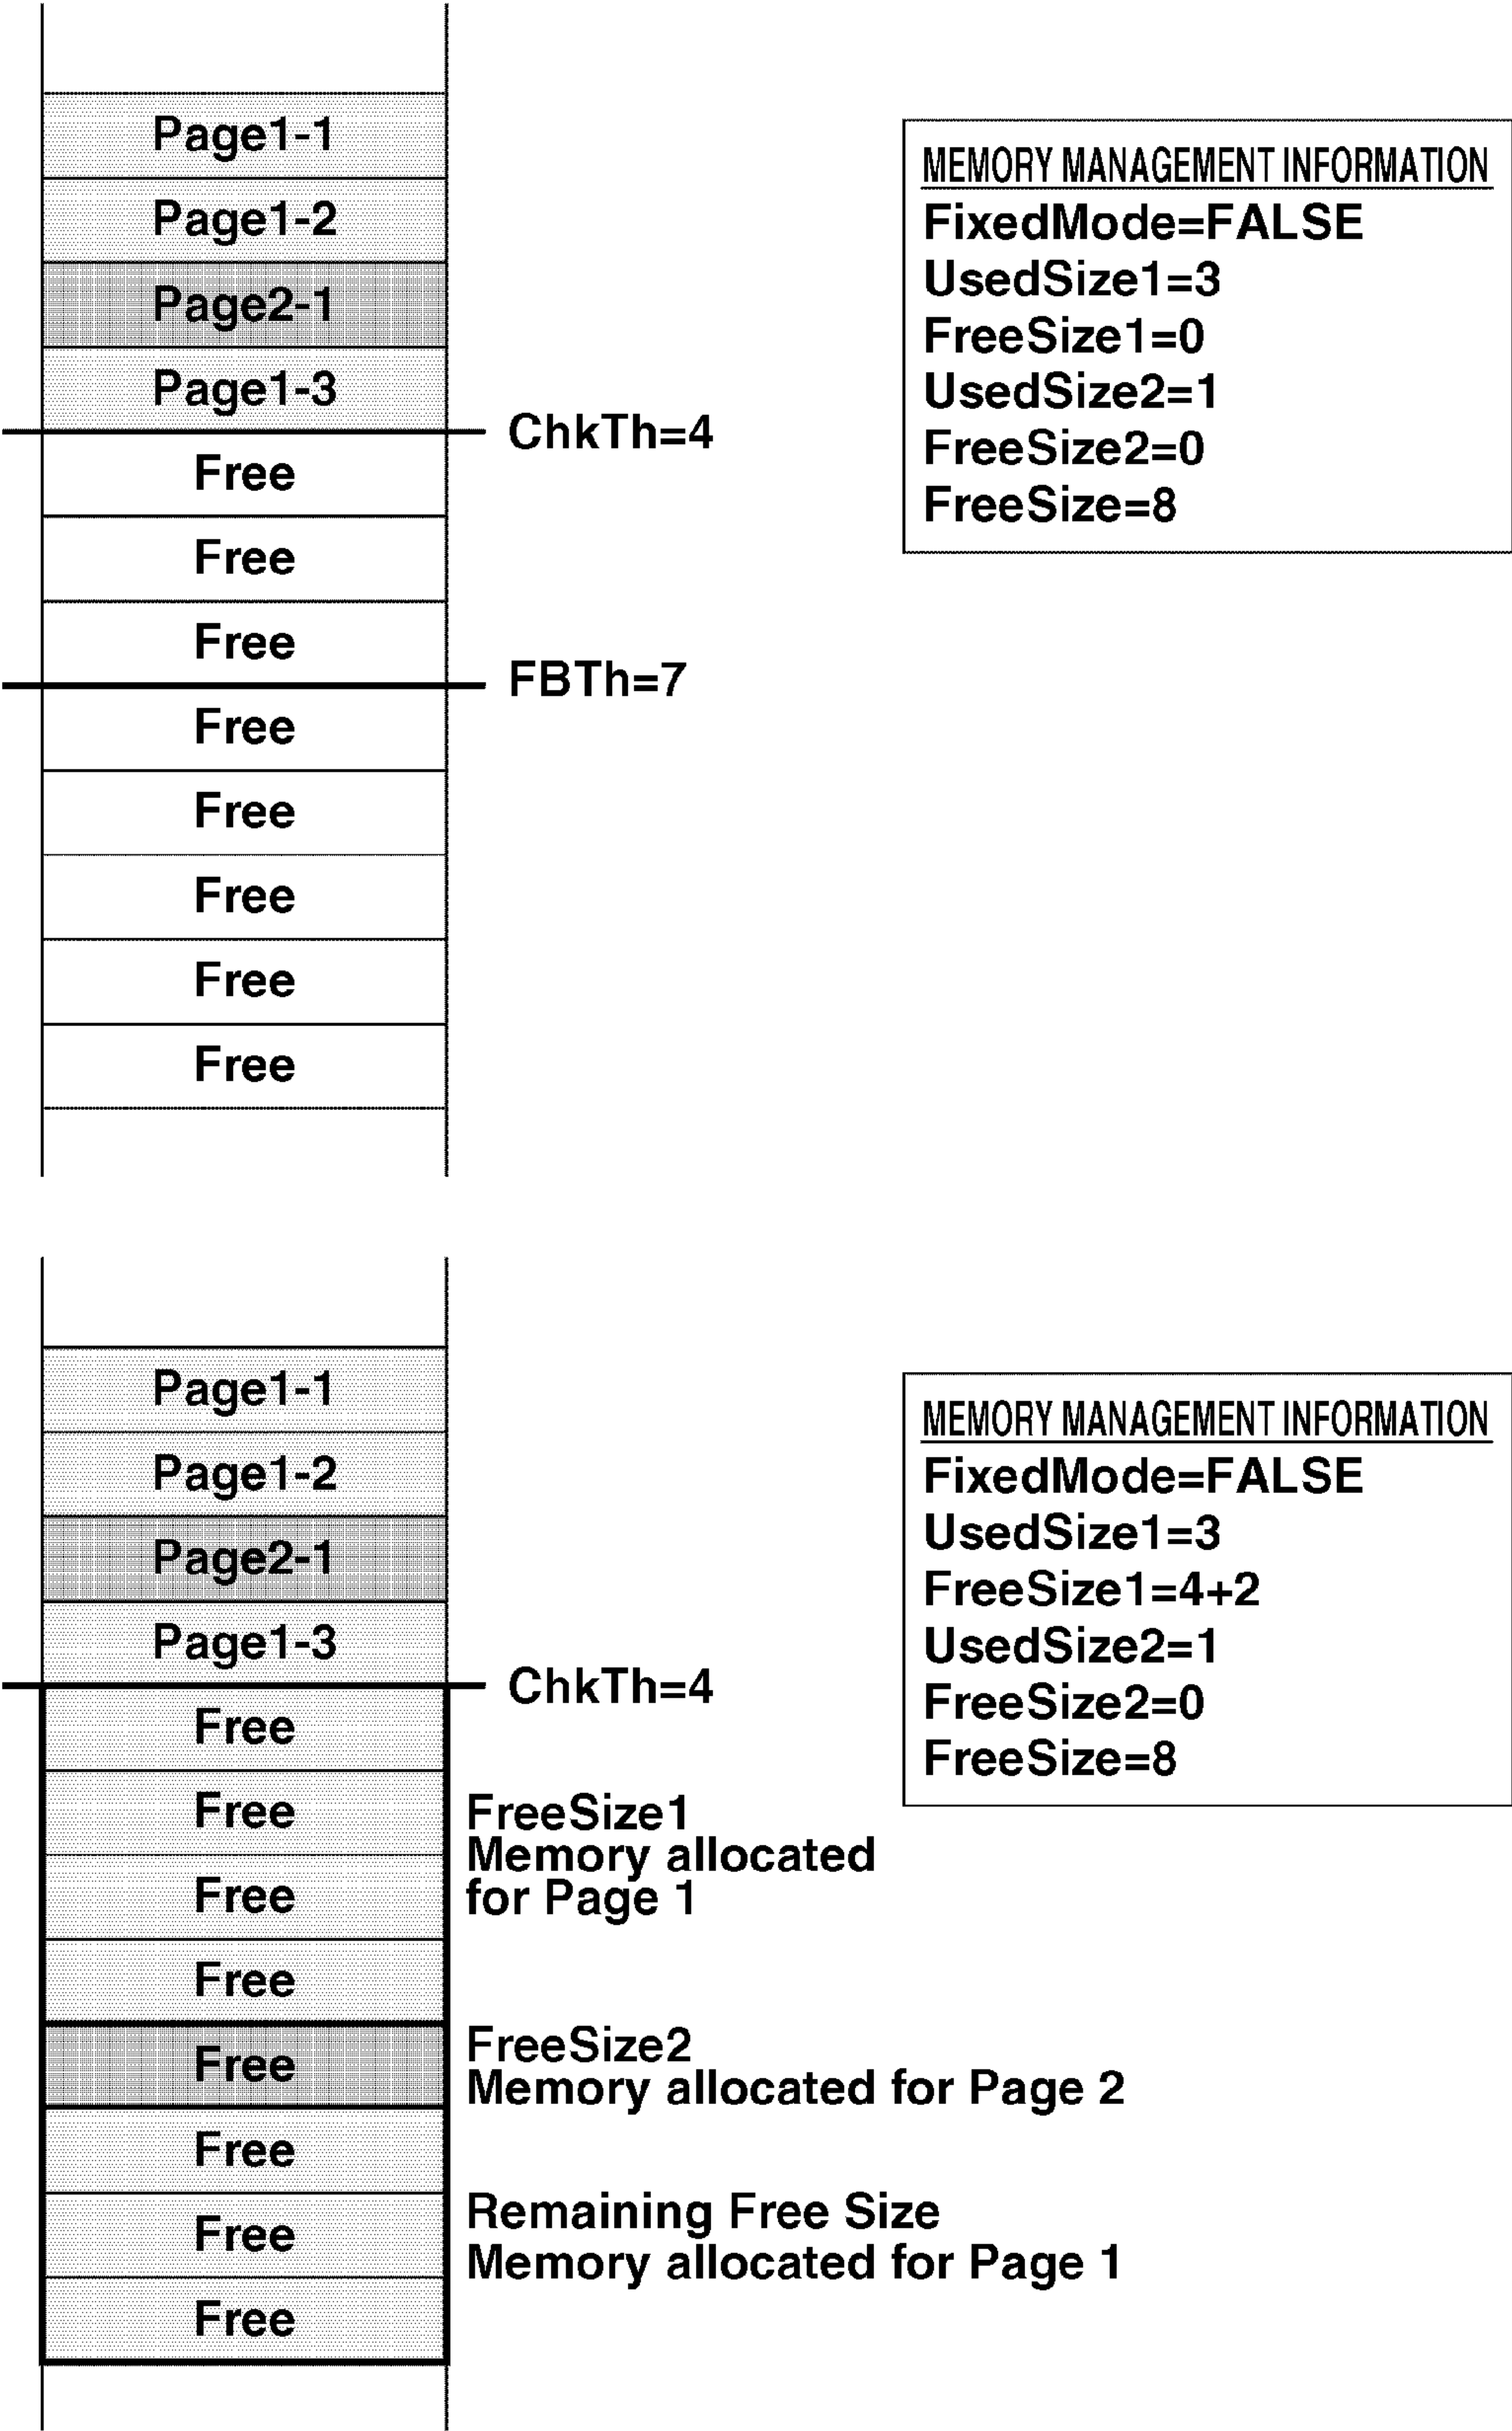 Page1-1
Page1-2
Page2-1
Page1-3
ChkTh=4
Free
Free
Free
FBTh=7
Free
Free
Free
Free
Free
MEMORY MANAGEMENT INFORMATION
FixedMode=FALSE
UsedSize1=3
FreeSize1=0
UsedSize2=1
FreeSize2=0
FreeSize=8
Page1-1
Page1-2
Page2-1
Page1-3
ChkTh=4
Free
Free
Free
Free
Free
Free
Free
Free
FreeSize1
Memory allocated
for Page 1
FreeSize2
Memory allocated for Page 2
Remaining Free Size
Memory allocated for Page 1
MEMORY MANAGEMENT INFORMATION
FixedMode=FALSE
UsedSize1=3
FreeSize1=4+2
UsedSize2=1
FreeSize2=0
FreeSize=8